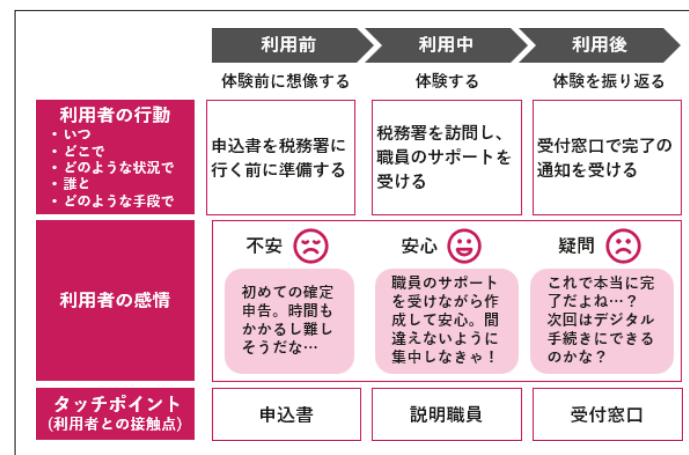 利用前
利用中
利用後
体験前に想像する
体験する
体験を振り返る
利用者の行動
・いつ
・どこで
・どのような状況で
・誰と
・どのような手段で
申込書を税務署に
行く前に準備する
税務署を訪問し、
職員のサポートを
受ける
受付窓口で完了の
通知を受ける
利用者の感情
不安
初めての確定
申告。時間も
かかるし難し
そうだな…
安心
職員のサポート
を受けながら作
成して安心。間
違えないように
集中しなきゃ！
疑問
これで本当に完
了だよね…？
次回はデジタル
手続きにできる
のかな？
タッチポイント
(利用者との接触点)
申込書
説明職員
受付窓口